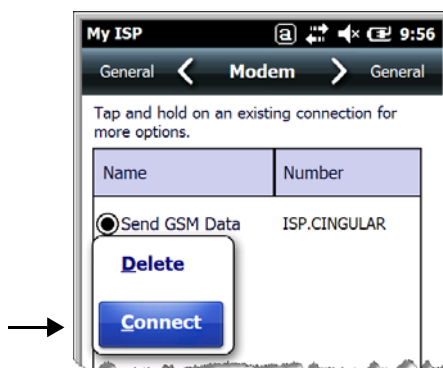 My ISP a 9:56
General Modem General
Tap and hold on an existing connection for
more options.
Name Number
Send GSM Data ISP.CINGULAR
Delete
Connect